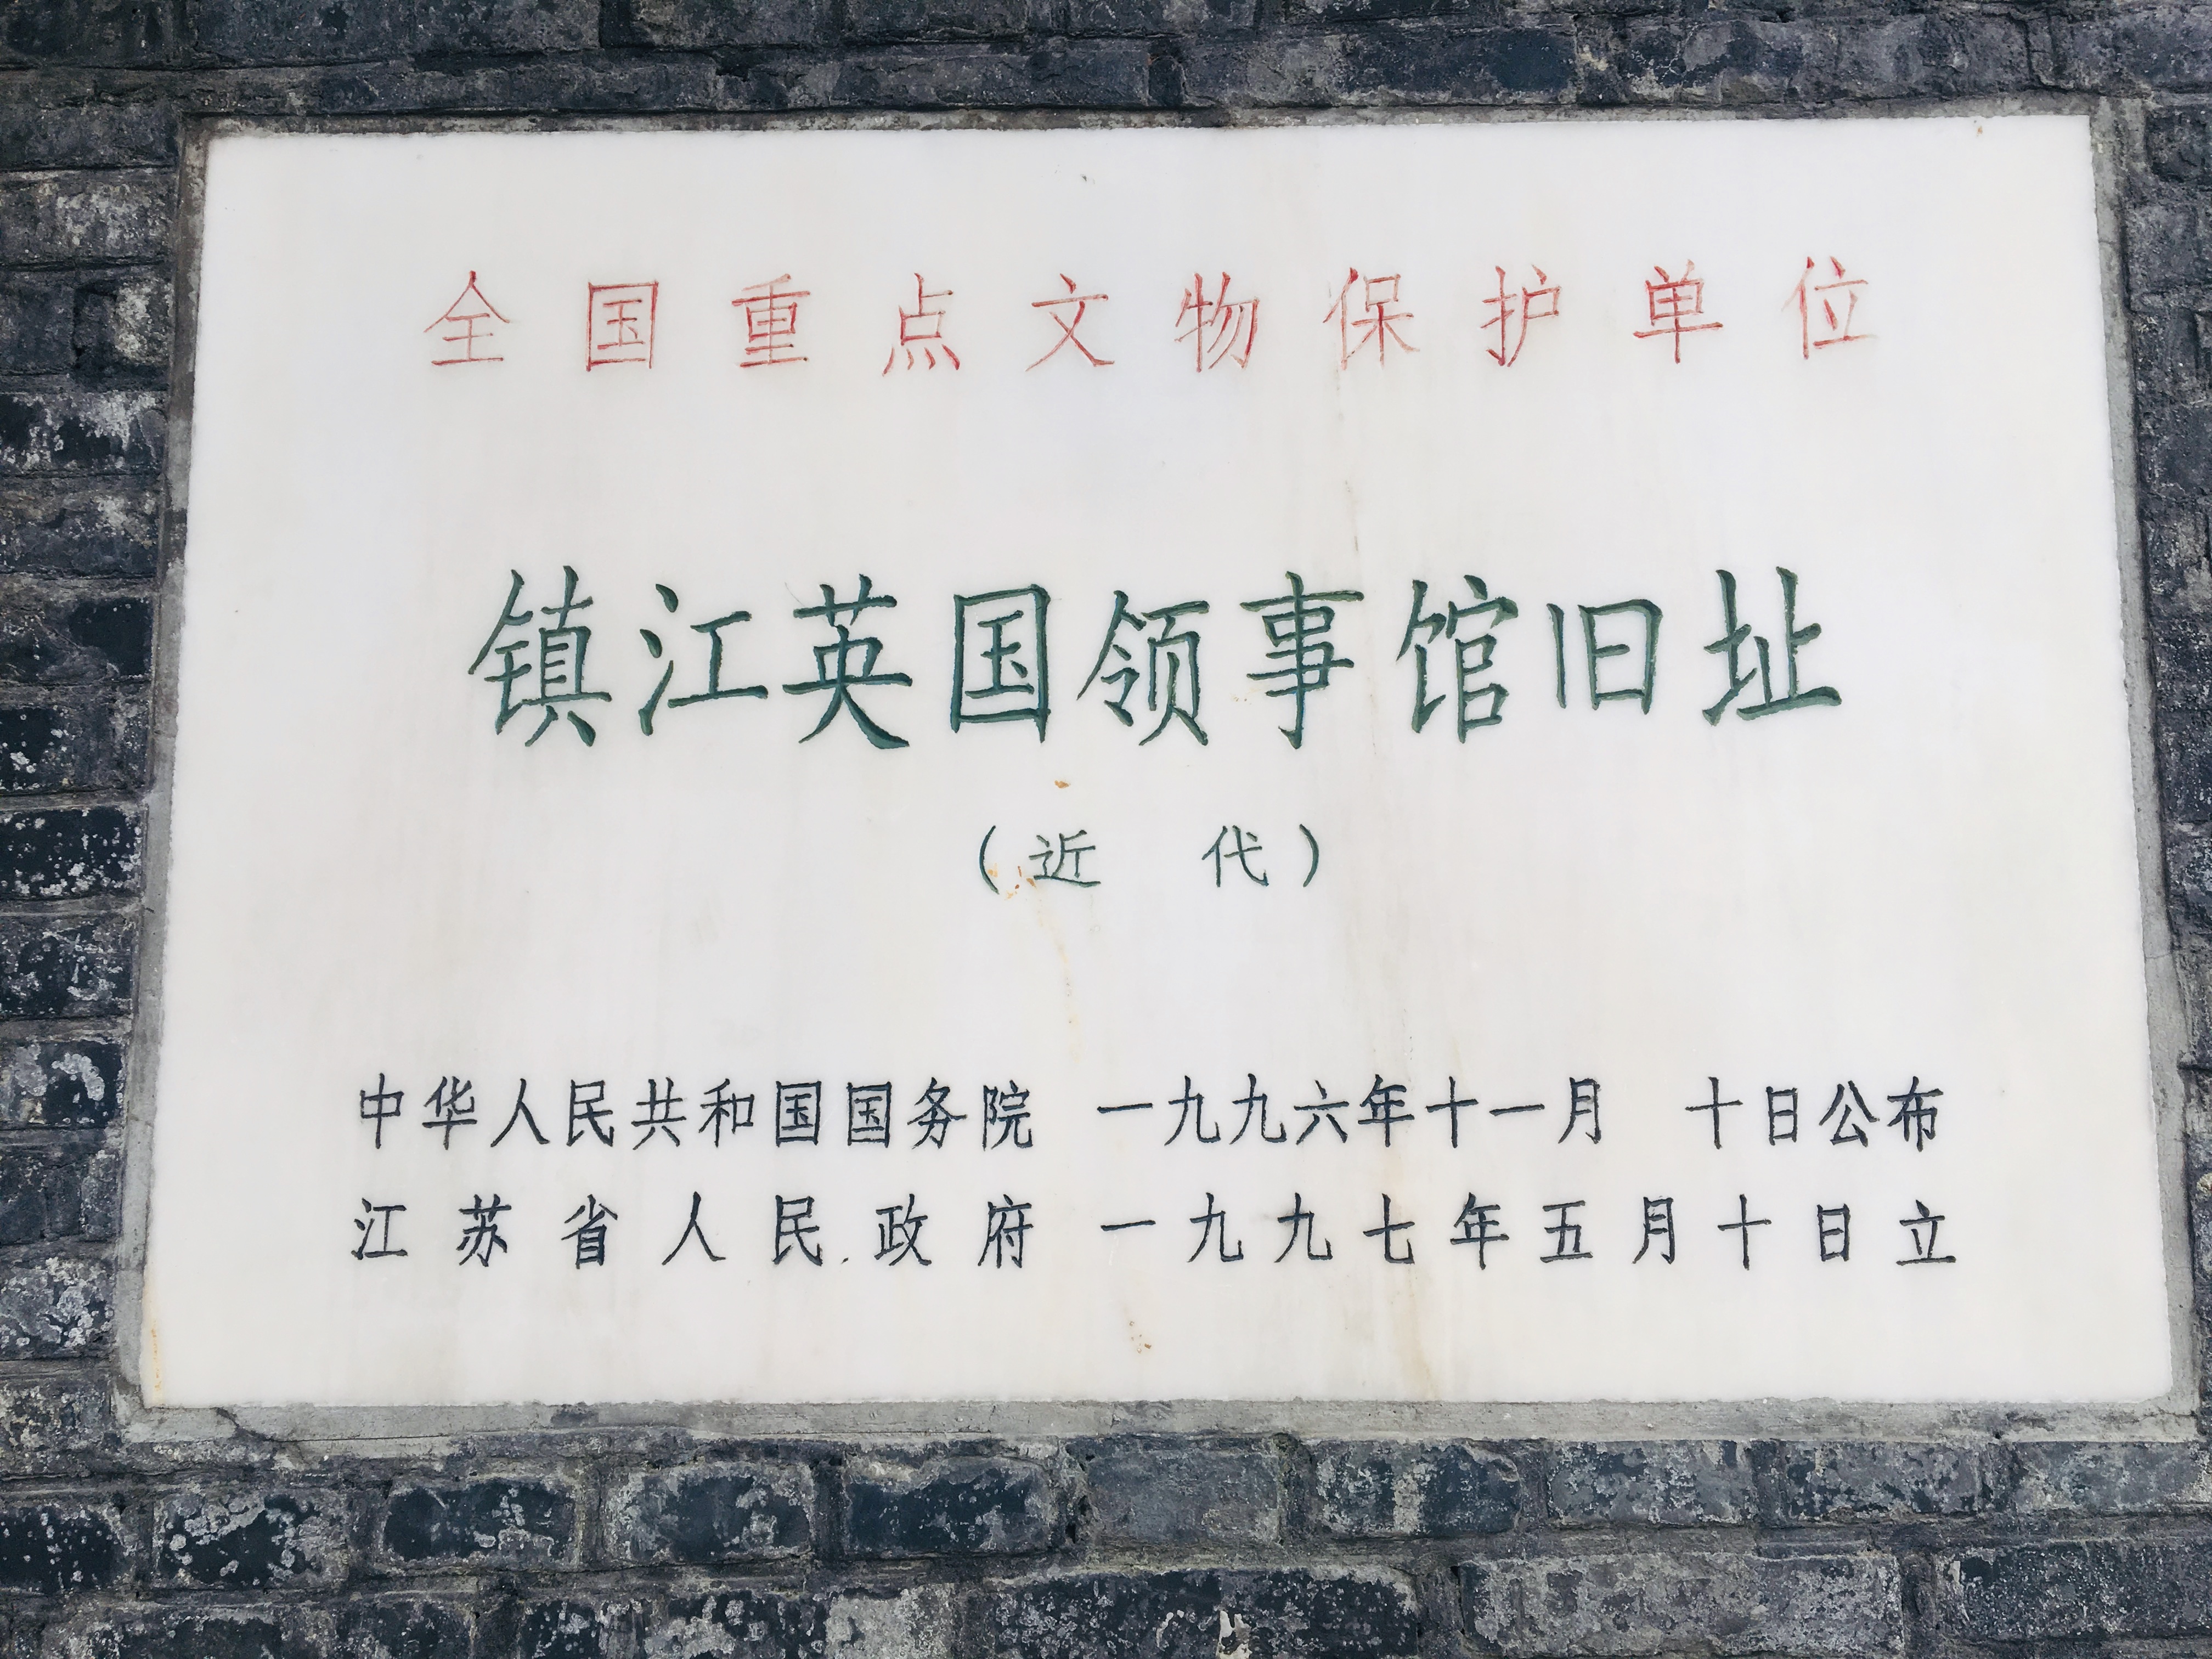 全国重点文物保护单位
镇江英国领事馆旧址
（近 代）
中华人民共和国国务院 一九九六年十一月 十日公布
江苏省人民政府 一九九七年五月十日立